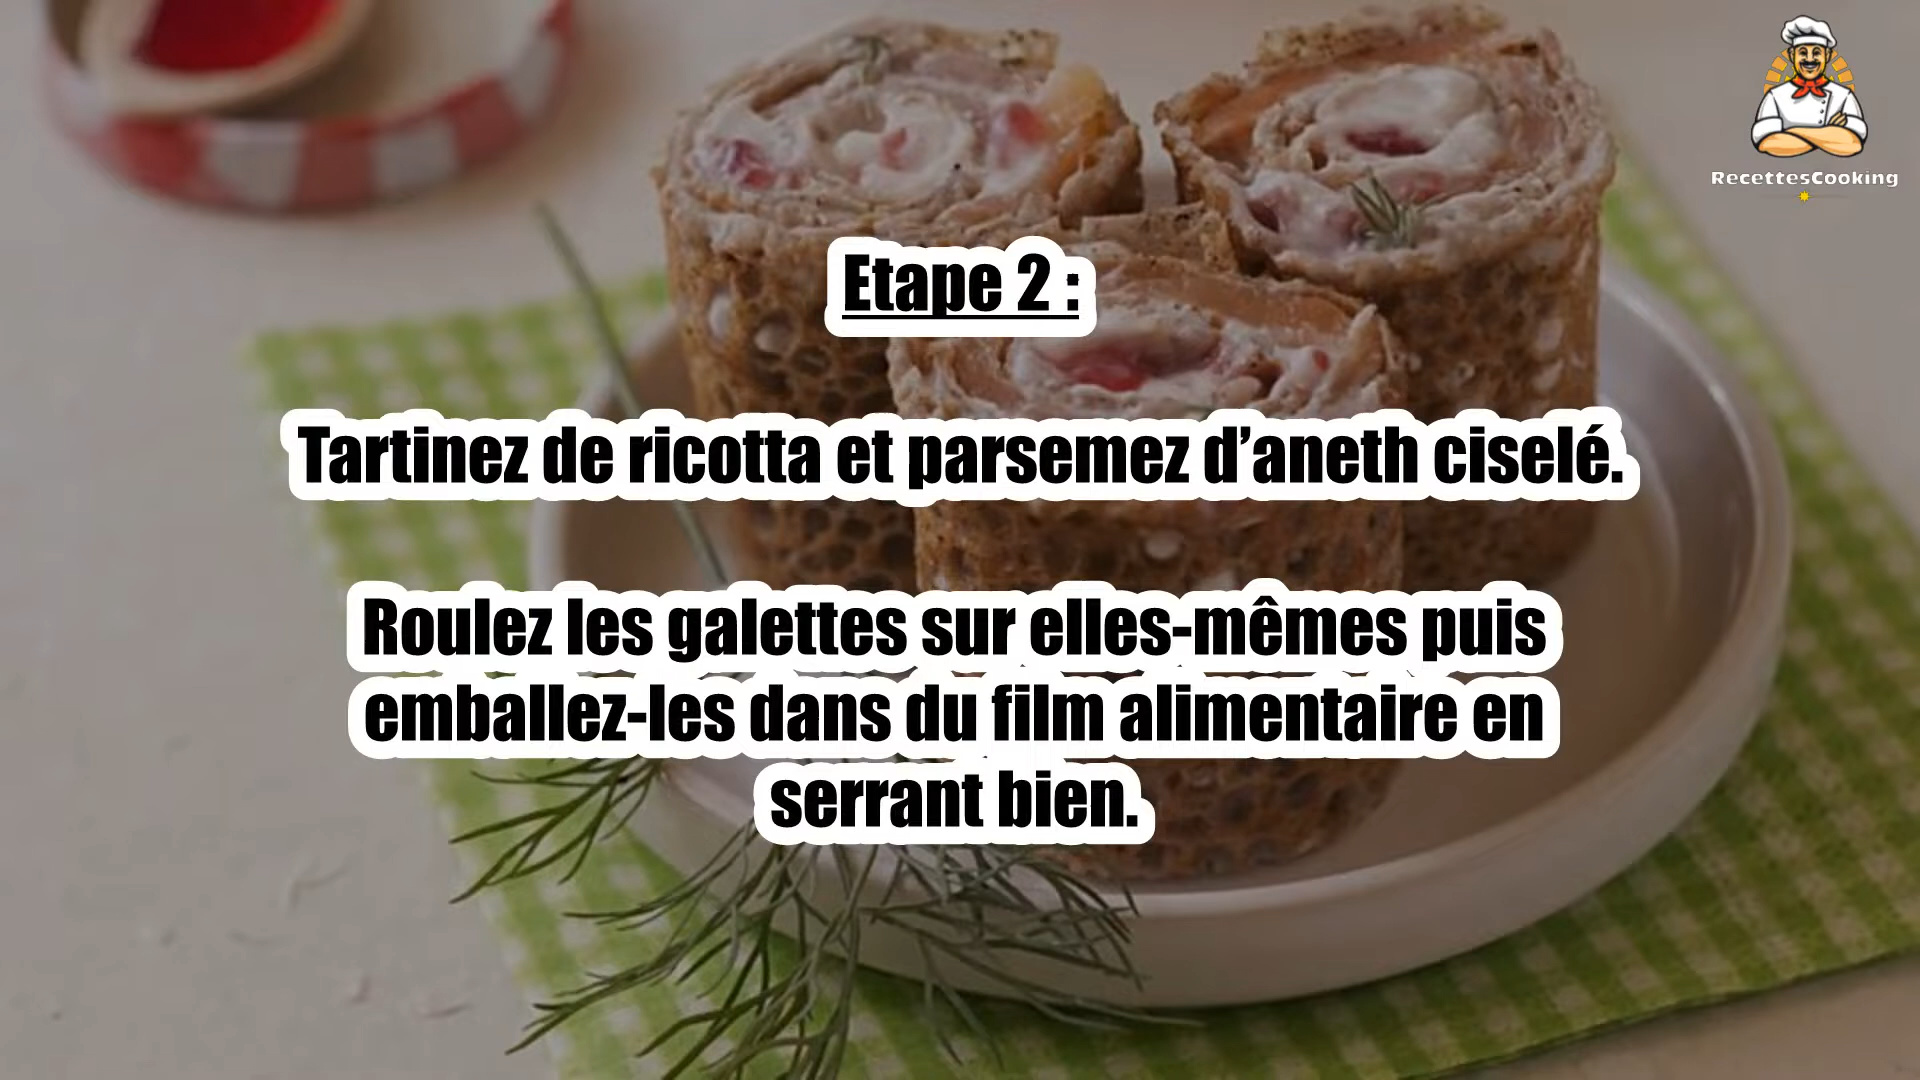 RecettesCooking
Etape 2 :
Tartinez de ricotta et parsemez d’aneth ciselé.
Roulez les galettes sur elles-mêmes puis
emballez-les dans du film alimentaire en
serrant bien.